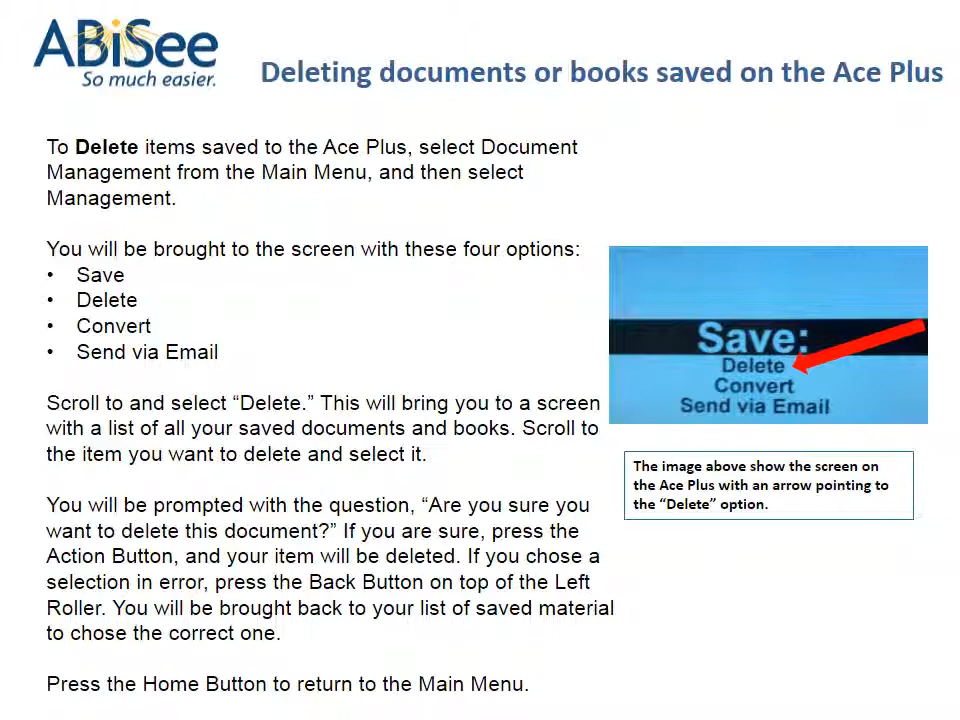 ABiSee
So much easier.
Deleting documents or books saved on the Ace Plus
To Delete items saved to the Ace Plus, select Document
Management from the Main Menu, and then select
Management.
You will be brought to the screen with these four options:
• Save
• Delete
• Convert
• Send via Email
Scroll to and select “Delete.” This will bring you to a screen
with a list of all your saved documents and books. Scroll to
the item you want to delete and select it.
You will be prompted with the question, “Are you sure you
want to delete this document?” If you are sure, press the
Action Button, and your item will be deleted. If you chose a
selection in error, press the Back Button on top of the Left
Roller. You will be brought back to your list of saved material
to chose the correct one.
Press the Home Button to return to the Main Menu.
Save:
Delete
Convert
Send via Email
The image above show the screen on
the Ace Plus with an arrow pointing to
the “Delete” option.